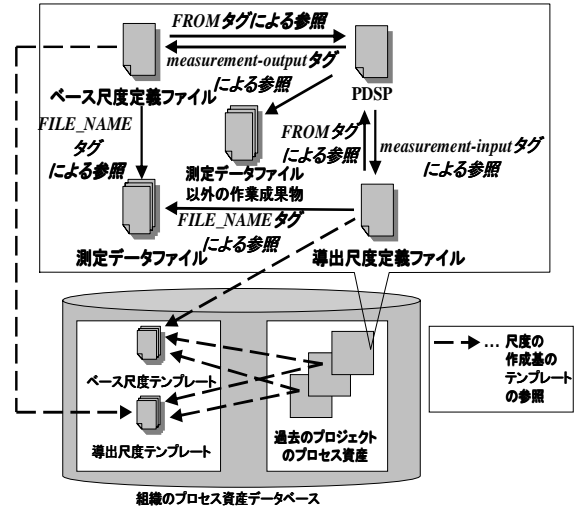 FROMタグによる参照
measurement-outputタグ
による参照
ベース尺度定義ファイル
PDSP
FILE_NAME
タグ
による参照
FROMタグ
による参照
measurement-inputタグ
による参照
測定データファイル
以外の作業成果物
FILE_NAMEタグ
による参照
測定データファイル
導出尺度定義ファイル
ベース尺度テンプレート
導出尺度テンプレート
過去のプロジェクト
のプロセス資産
… 尺度の
作成基の
テンプレート
の参照
組織のプロセス資産データベース